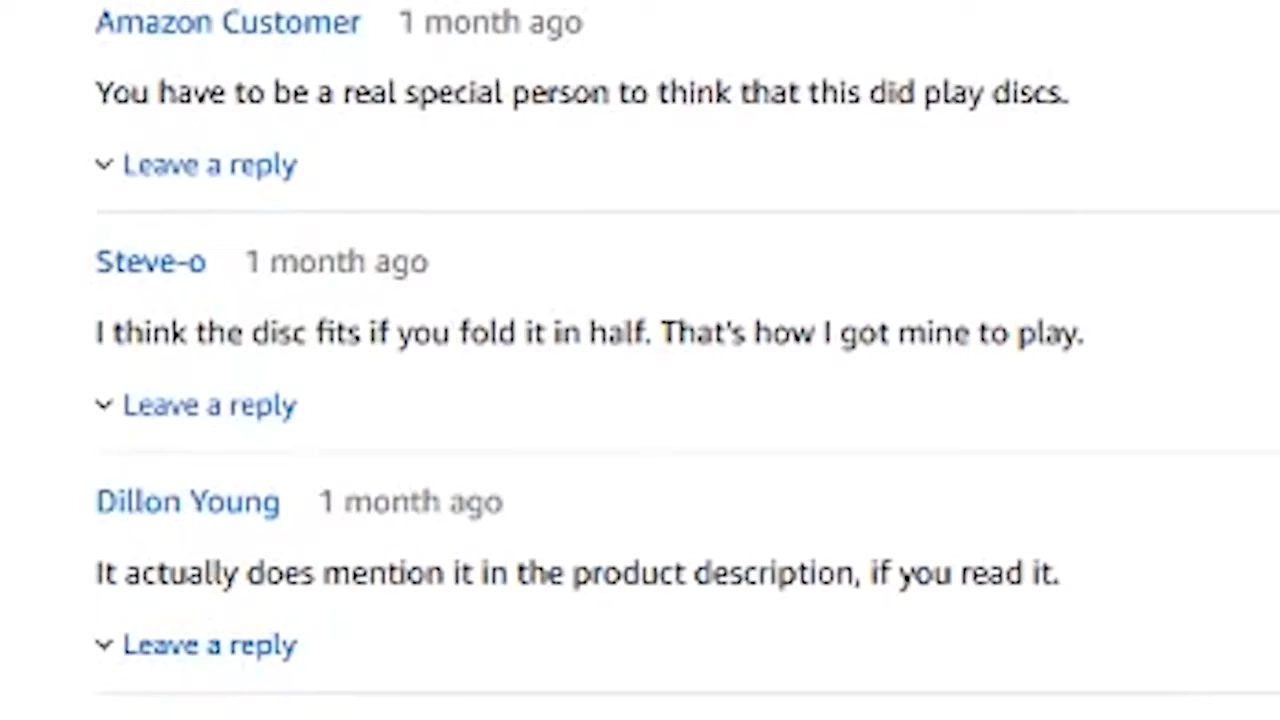 Amazon Customer 1 month ago
You have to be a real special person to think that this did play discs.
Leave a reply
Steve-o 1 month ago
I think the disc fits if you fold it in half. That's how I got mine to play.
Leave a reply
Dillon Young 1 month ago
It actually does mention it in the product description, if you read it.
Leave a reply